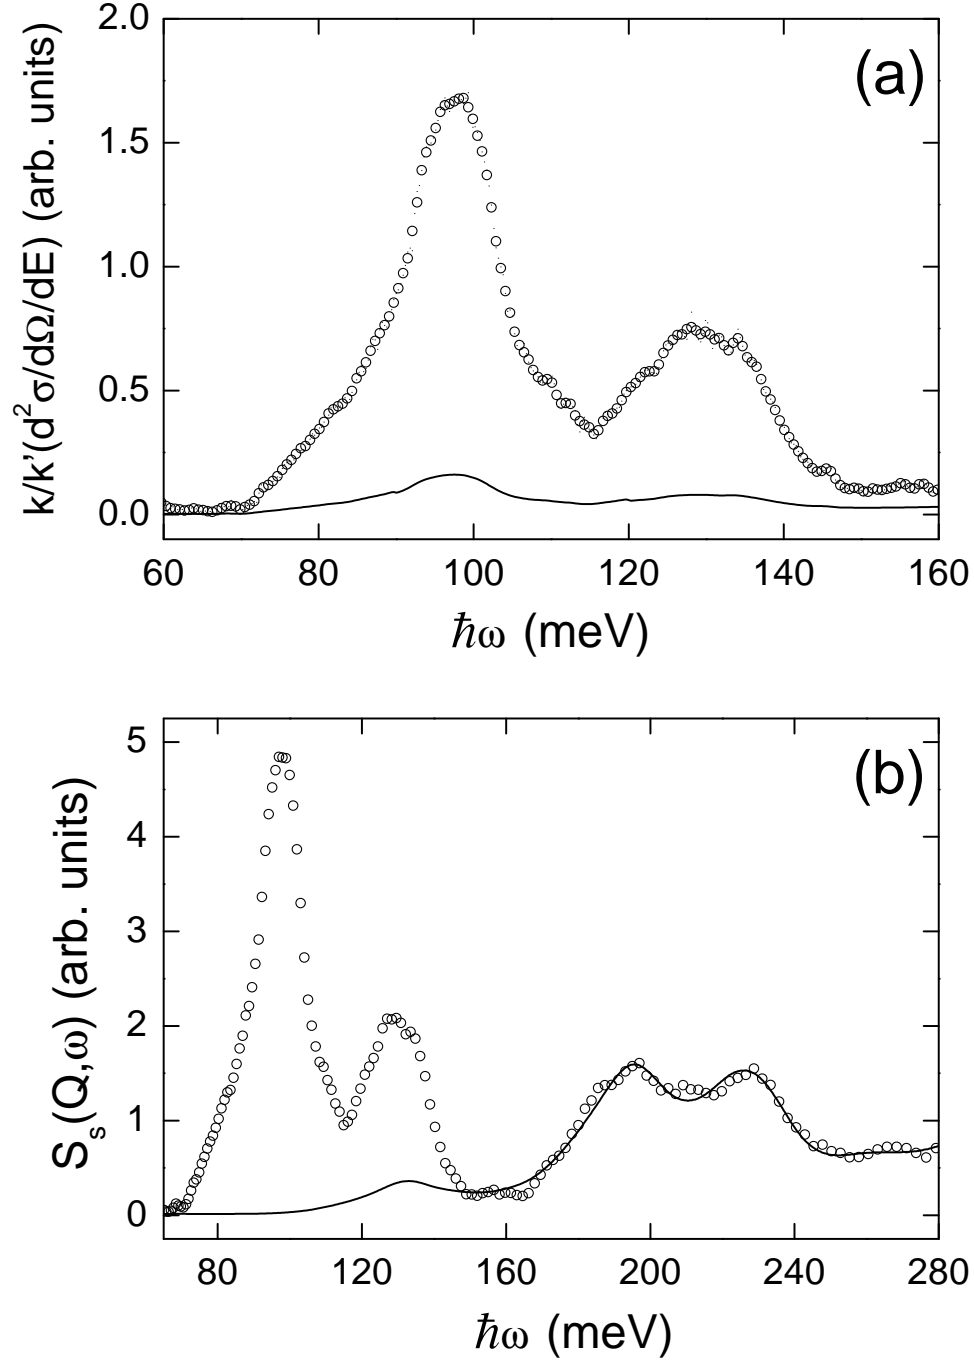 (a)
k/k'(d²σ/dΩ/dE) (arb. units)
2.0
1.5
1.0
0.5
0.0
60 80 100 120 140 160
ħω (meV)
(b)
Sₛ(Q,ω) (arb. units)
5
4
3
2
1
0
80 120 160 200 240 280
ħω (meV)